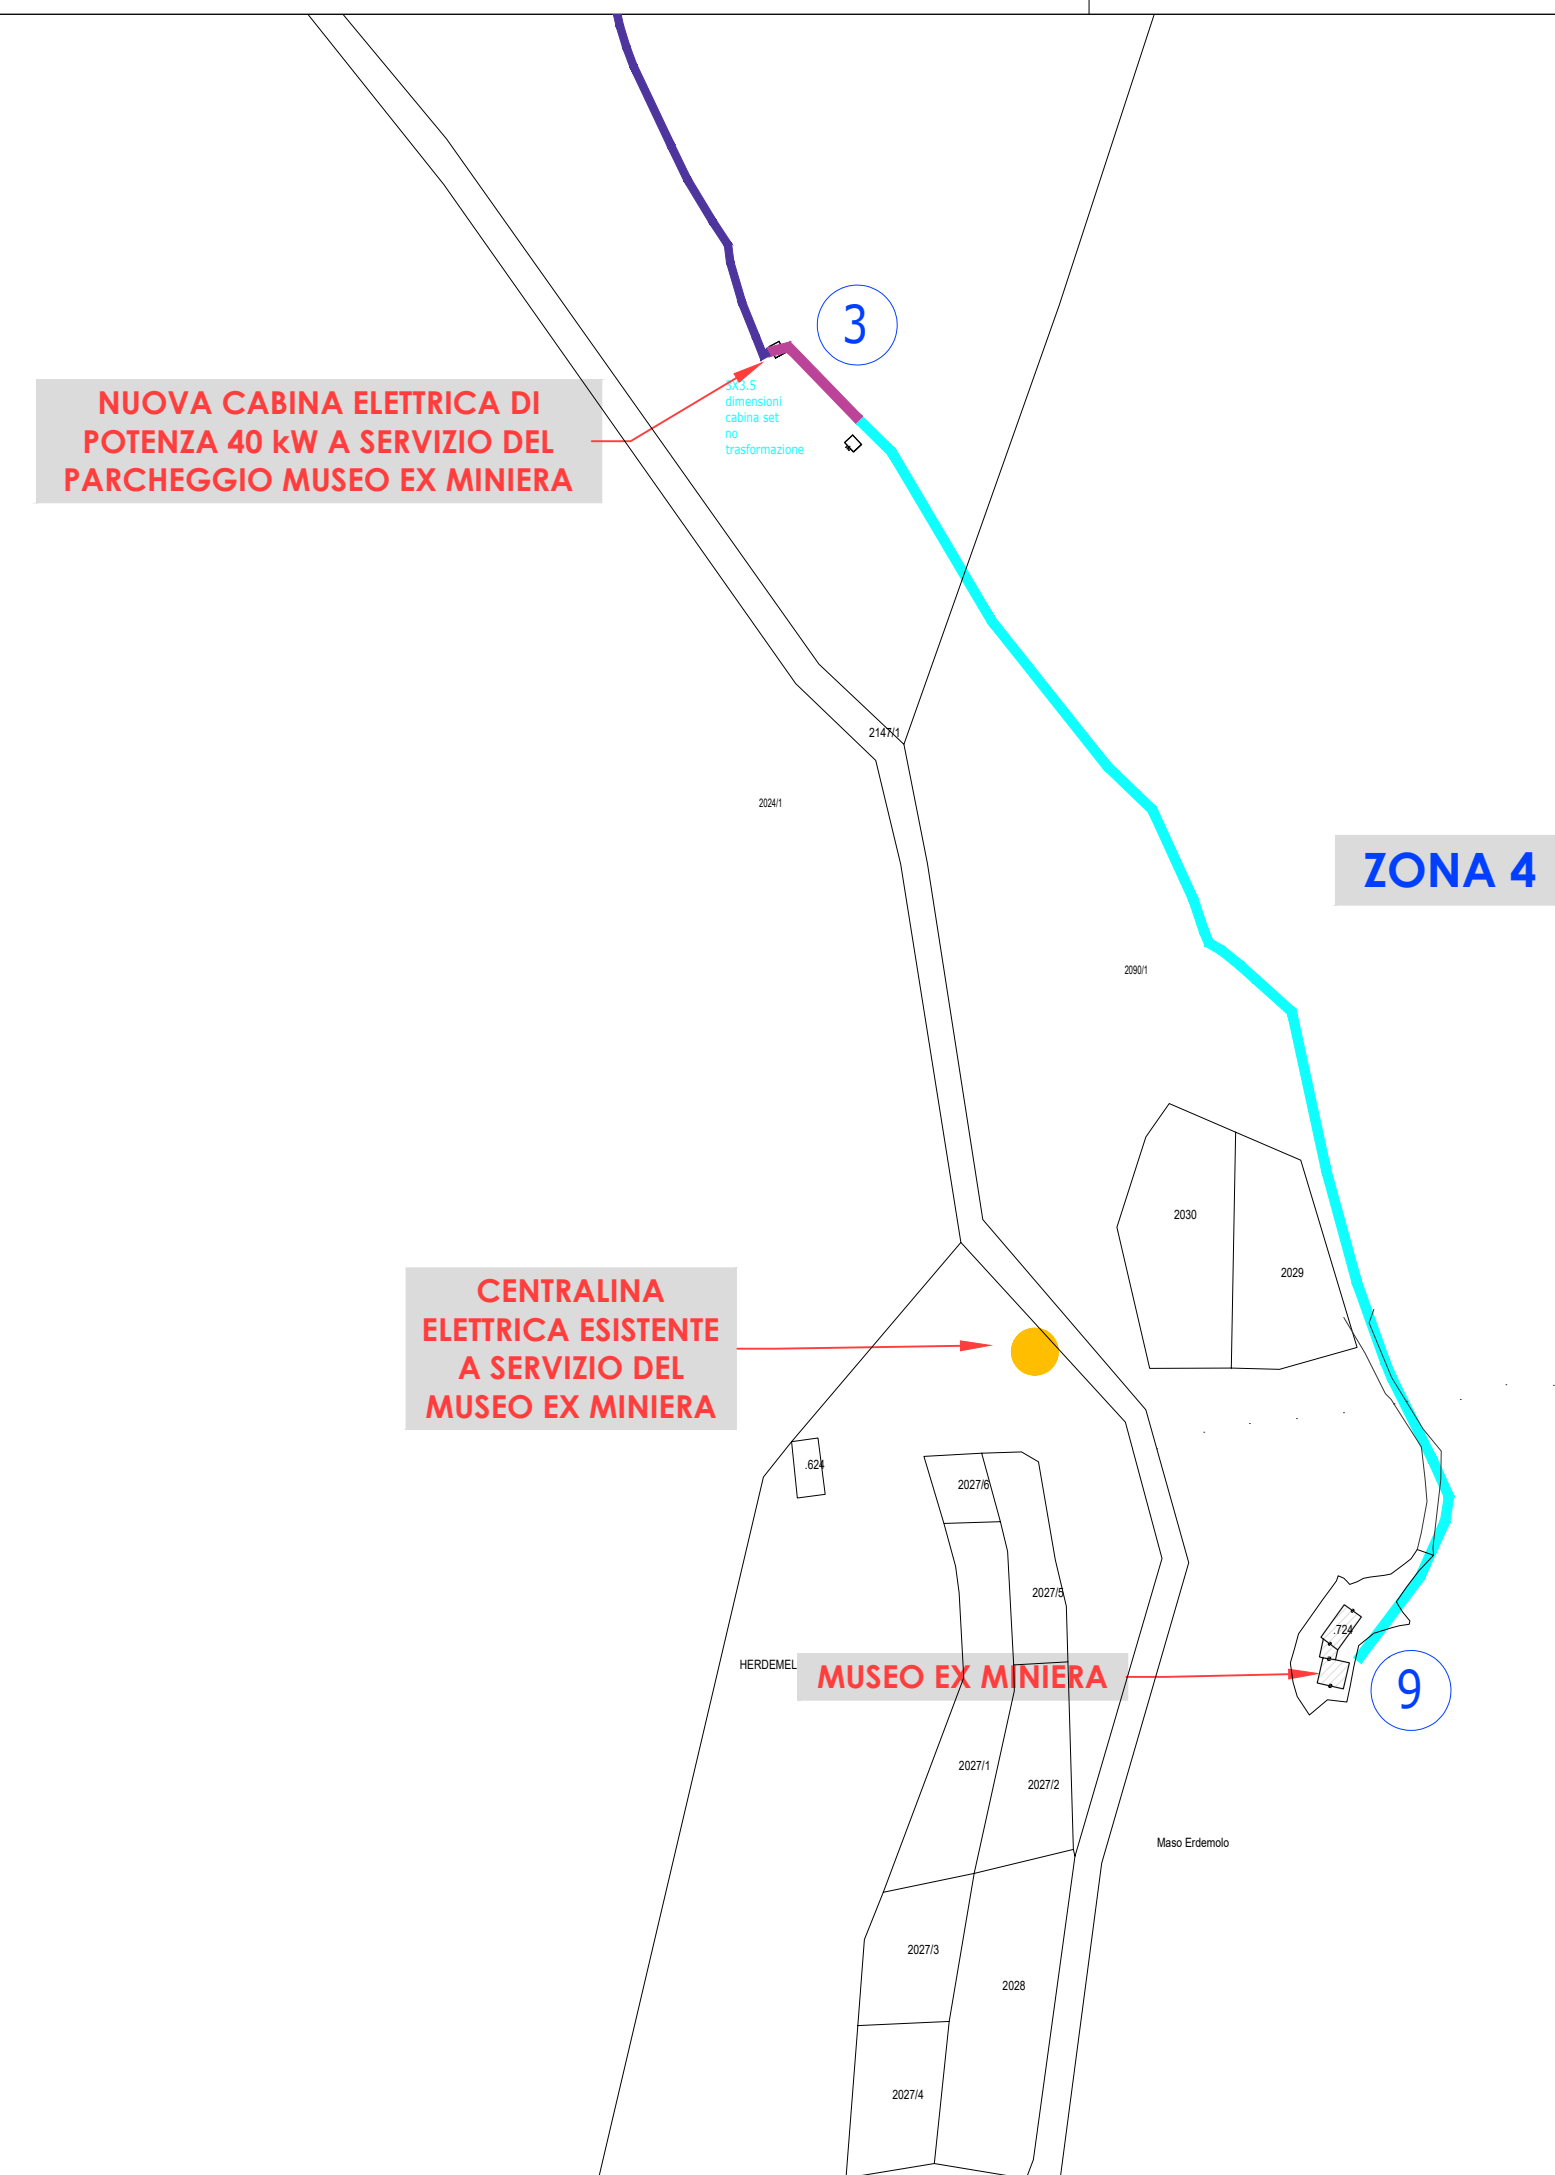 3
NUOVA CABINA ELETTRICA DI
POTENZA 40 kW A SERVIZIO DEL
PARCHEGGIO MUSEO EX MINIERA
dimensioni
cabina set
no
trasformazione
2147/1
2024/1
ZONA 4
2090/1
2030
2029
CENTRALINA
ELETTRICA ESISTENTE
A SERVIZIO DEL
MUSEO EX MINIERA
.624
2027/6
2027/5
.724
HERDEMEL
MUSEO EX MINIERA
9
2027/1
2027/2
Maso Erdemolo
2027/3
2028
2027/4